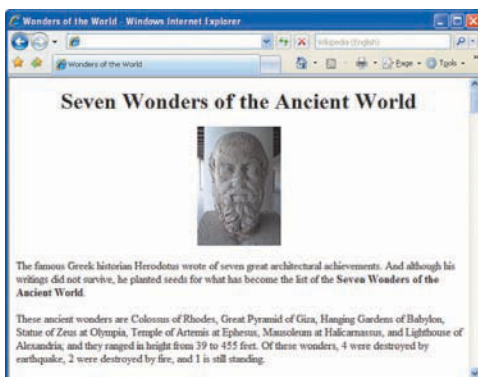 Wonders of the World - Windows Internet Explorer
Wikipedia (English)
Wonders of the World
Page
Tools
Seven Wonders of the Ancient World
The famous Greek historian Herodotus wrote of seven great architectural achievements. And although his
writings did not survive, he planted seeds for what has become the list of the Seven Wonders of the
Ancient World.
These ancient wonders are Colossus of Rhodes, Great Pyramid of Giza, Hanging Gardens of Babylon,
Statue of Zeus at Olympia, Temple of Artemis at Ephesus, Mausoleum at Halicarnassus, and Lighthouse of
Alexandria; and they ranged in height from 39 to 455 feet. Of these wonders, 4 were destroyed by
earthquake, 2 were destroyed by fire, and 1 is still standing.